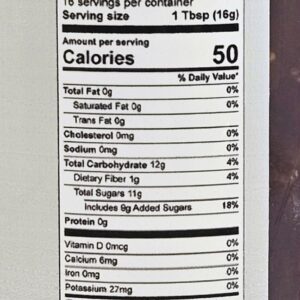 16 servings per container
Serving size 1 Tbsp (16g)
Amount per serving
Calories 50
% Daily Value*
Total Fat 0g 0%
Saturated Fat 0g 0%
Trans Fat 0g
Cholesterol 0mg 0%
Sodium 0mg 0%
Total Carbohydrate 12g 4%
Dietary Fiber 1g 4%
Total Sugars 11g
Includes 9g Added Sugars 18%
Protein 0g
Vitamin D 0mcg 0%
Calcium 6mg 0%
Iron 0mg 0%
Potassium 27mg 0%